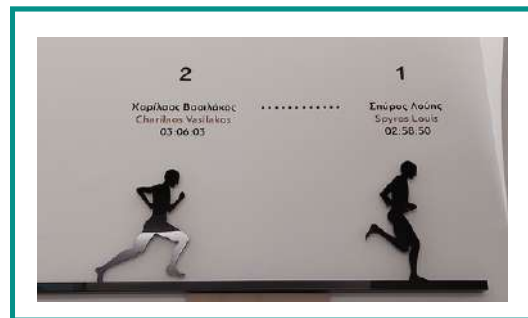 2
Χαρίλαος Βασιλάκος
Charilaos Vasilakos
03:06:03
1
Σπύρος Λούης
Spyros Louis
02:58:50